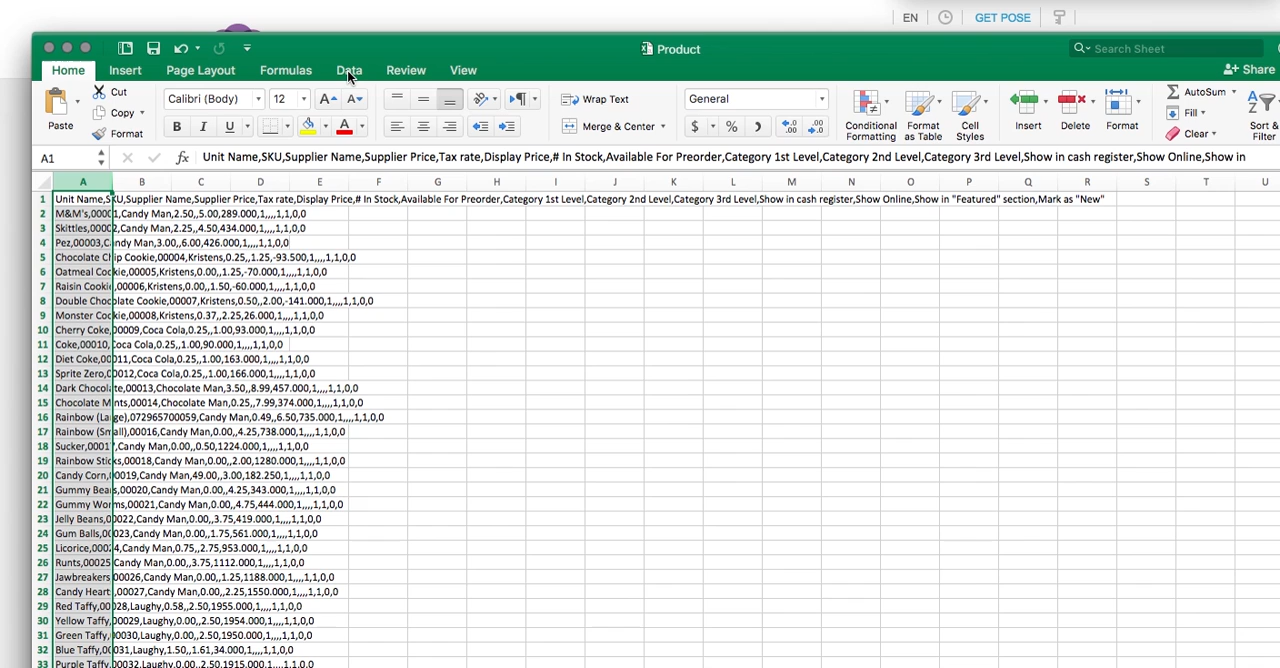 EN GET POSE
Product
Search Sheet
Home Insert Page Layout Formulas Data Review View Share
Paste Cut Copy Format
Calibri (Body) 12 A A
B I U A
Wrap Text
Merge & Center
General
$ % )
Conditional Formatting
Format as Table
Cell Styles
Insert Delete Format
AutoSum
Fill
Clear
Sort & Filter
A1 fx Unit Name,SKU,Supplier Name,Supplier Price,Tax rate,Display Price,# In Stock,Available For Preorder,Category 1st Level,Category 2nd Level,Category 3rd Level,Show in cash register,Show Online,Show in
A B C D E F G H I J K L M N O P Q R S T U
1 Unit Name,SKU,Supplier Name,Supplier Price,Tax rate,Display Price,# In Stock,Available For Preorder,Category 1st Level,Category 2nd Level,Category 3rd Level,Show in cash register,Show Online,Show in "Featured" section,Mark as "New"
2 M&M's,00001,Candy Man,2.50,,5.00,289.000,1,,,,1,1,0,0
3 Skittles,00002,Candy Man,2.25,,4.50,434.000,1,,,,1,1,0,0
4 Pez,00003,Candy Man,3.00,,6.00,426.000,1,,,,1,1,0,0
5 Chocolate Chip Cookie,00004,Kristens,0.25,,1.25,-93.500,1,,,,1,1,0,0
6 Oatmeal Cookie,00005,Kristens,0.00,,1.25,-70.000,1,,,,1,1,0,0
7 Raisin Cookie,00006,Kristens,0.00,,1.50,-60.000,1,,,,1,1,0,0
8 Double Chocolate Cookie,00007,Kristens,0.50,,2.00,-141.000,1,,,,1,1,0,0
9 Monster Cookie,00008,Kristens,0.37,,2.25,26.000,1,,,,1,1,0,0
10 Cherry Coke,00009,Coca Cola,0.25,,1.00,93.000,1,,,,1,1,0,0
11 Coke,00010,Coca Cola,0.25,,1.00,90.000,1,,,,1,1,0,0
12 Diet Coke,00011,Coca Cola,0.25,,1.00,163.000,1,,,,1,1,0,0
13 Sprite Zero,00012,Coca Cola,0.25,,1.00,166.000,1,,,,1,1,0,0
14 Dark Chocolate,00013,Chocolate Man,3.50,,8.99,457.000,1,,,,1,1,0,0
15 Chocolate Mints,00014,Chocolate Man,0.25,,7.99,374.000,1,,,,1,1,0,0
16 Rainbow (Large),072965700059,Candy Man,0.49,,6.50,735.000,1,,,,1,1,0,0
17 Rainbow (Small),00016,Candy Man,0.00,,4.25,738.000,1,,,,1,1,0,0
18 Sucker,00017,Candy Man,0.00,,0.50,1224.000,1,,,,1,1,0,0
19 Rainbow Sticks,00018,Candy Man,0.00,,2.00,1280.000,1,,,,1,1,0,0
20 Candy Corn,00019,Candy Man,49.00,,3.00,182.250,1,,,,1,1,0,0
21 Gummy Bears,00020,Candy Man,0.00,,4.25,343.000,1,,,,1,1,0,0
22 Gummy Worms,00021,Candy Man,0.00,,4.75,444.000,1,,,,1,1,0,0
23 Jelly Beans,00022,Candy Man,0.00,,3.75,419.000,1,,,,1,1,0,0
24 Gum Balls,00023,Candy Man,0.00,,1.75,561.000,1,,,,1,1,0,0
25 Licorice,00024,Candy Man,0.75,,2.75,953.000,1,,,,1,1,0,0
26 Runts,00025,Candy Man,0.00,,3.75,1112.000,1,,,,1,1,0,0
27 Jawbreakers,00026,Candy Man,0.00,,1.25,1188.000,1,,,,1,1,0,0
28 Candy Hearts,00027,Candy Man,0.00,,2.25,1550.000,1,,,,1,1,0,0
29 Red Taffy,00028,Laughy,0.58,,2.50,1955.000,1,,,,1,1,0,0
30 Yellow Taffy,00029,Laughy,0.00,,2.50,1954.000,1,,,,1,1,0,0
31 Green Taffy,00030,Laughy,0.00,,2.50,1950.000,1,,,,1,1,0,0
32 Blue Taffy,00031,Laughy,1.50,,1.61,34.000,1,,,,1,1,0,0
33 Purple Taffy,00032,Laughy,0.00,,2.50,1915.000,1,,,,1,1,0,0